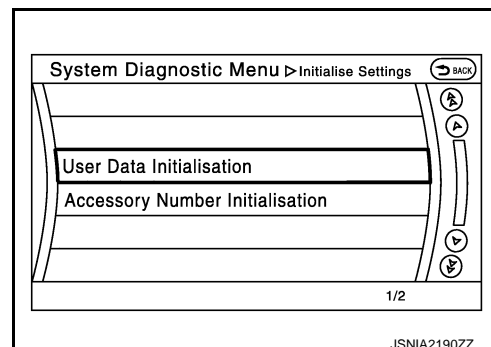 System Diagnostic Menu ▷ Initialise Settings BACK
User Data Initialisation
Accessory Number Initialisation
1/2
JSNIA2190ZZ